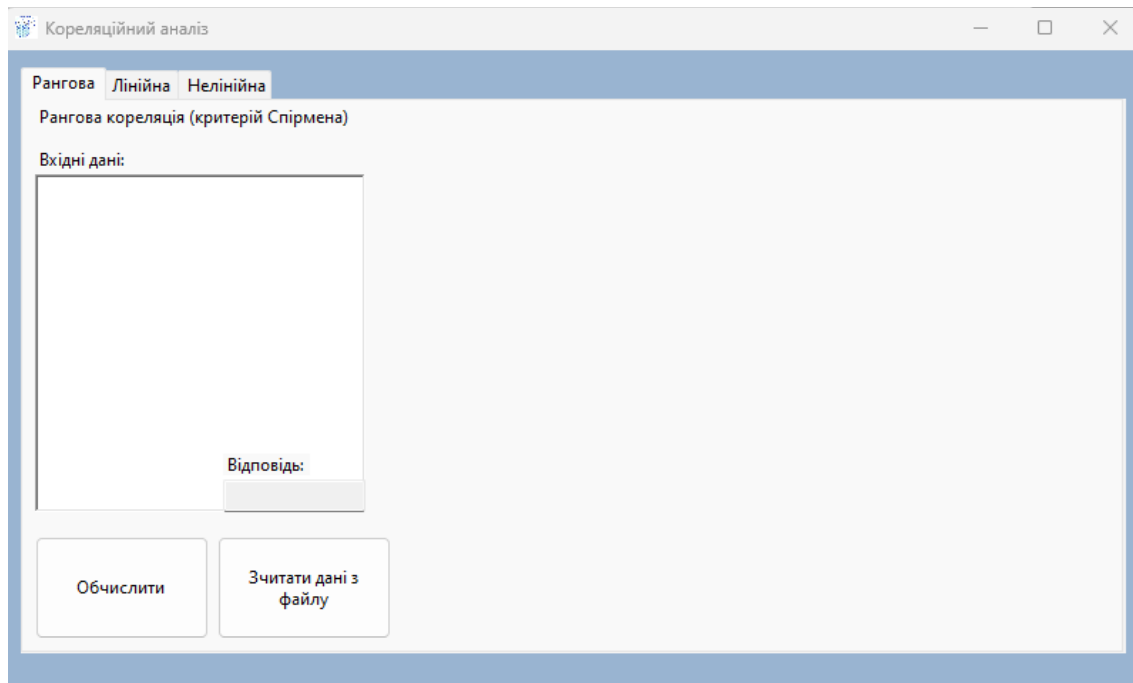 Кореляційний аналіз
Рангова Лінійна Нелінійна
Рангова кореляція (критерій Спірмена)
Вхідні дані:
Відповідь:
Обчислити
Зчитати дані з
файлу